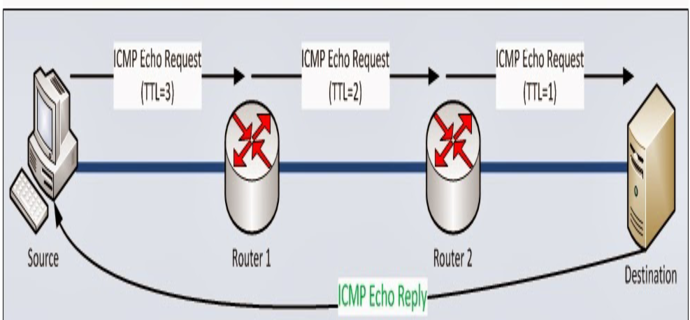 ICMP Echo Request
(TTL=3)
ICMP Echo Request
(TTL=2)
ICMP Echo Request
(TTL=1)
Source
Router 1
Router 2
Destination
ICMP Echo Reply